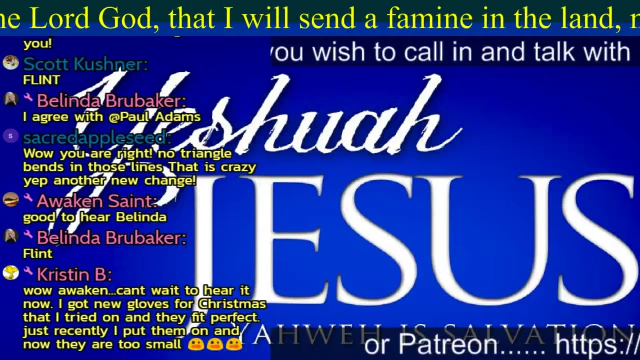 he Lord God, that I will send a famine in the land,
you wish to call in and talk with
you!
Scott Kushner:
FLINT
Belinda Brubaker:
I agree with @Paul Adams
sacredappleseed:
Wow you are right! no triangle
bends in those lines That is crazy
yep another new change!
Awaken Saint:
good to hear Belinda
Belinda Brubaker:
Flint
Kristin B:
wow awaken...cant wait to hear it
now. I got new gloves for Christmas
that I tried on and they fit perfect.
just recently I put them on and
now they are too small 😂😂😂
Yeshuah
JESUS
YAHWEH IS SALVATION
or Patreon...... https:/